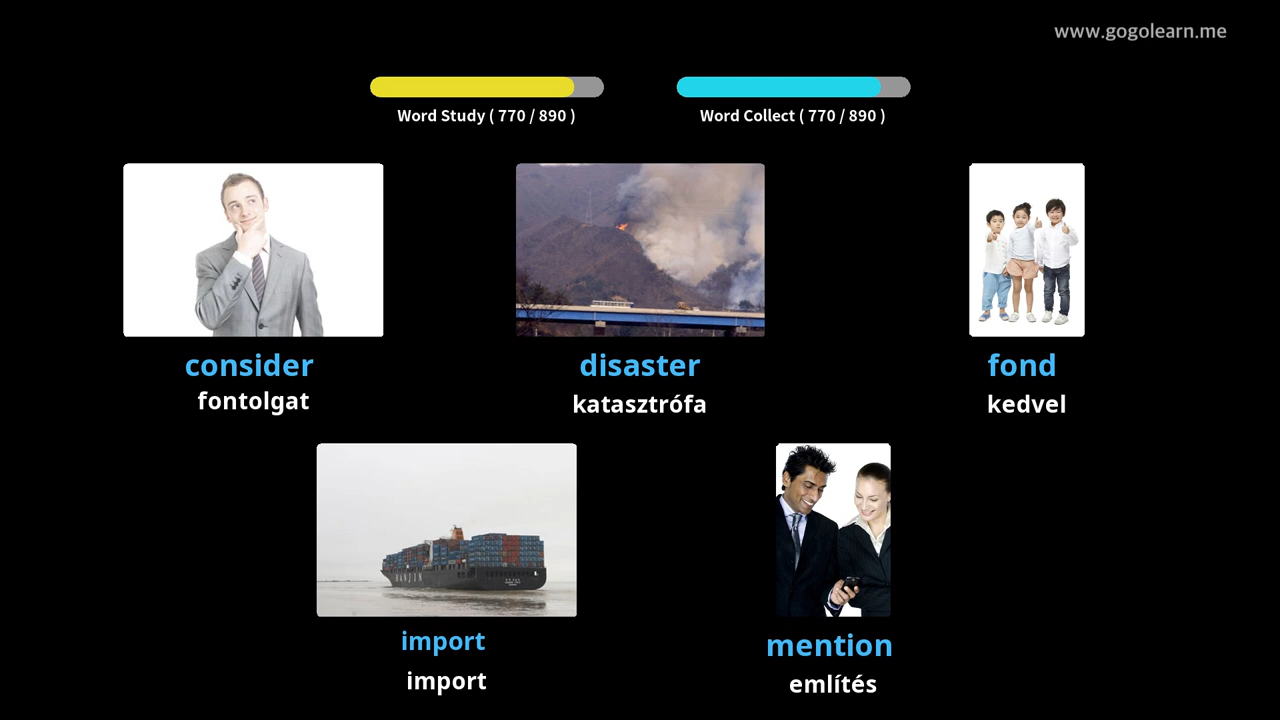 www.gogolearn.me
Word Study ( 770 / 890 )
Word Collect ( 770 / 890 )
consider
fontolgat
disaster
katasztrófa
fond
kedvel
HANJIN
import
import
mention
említés